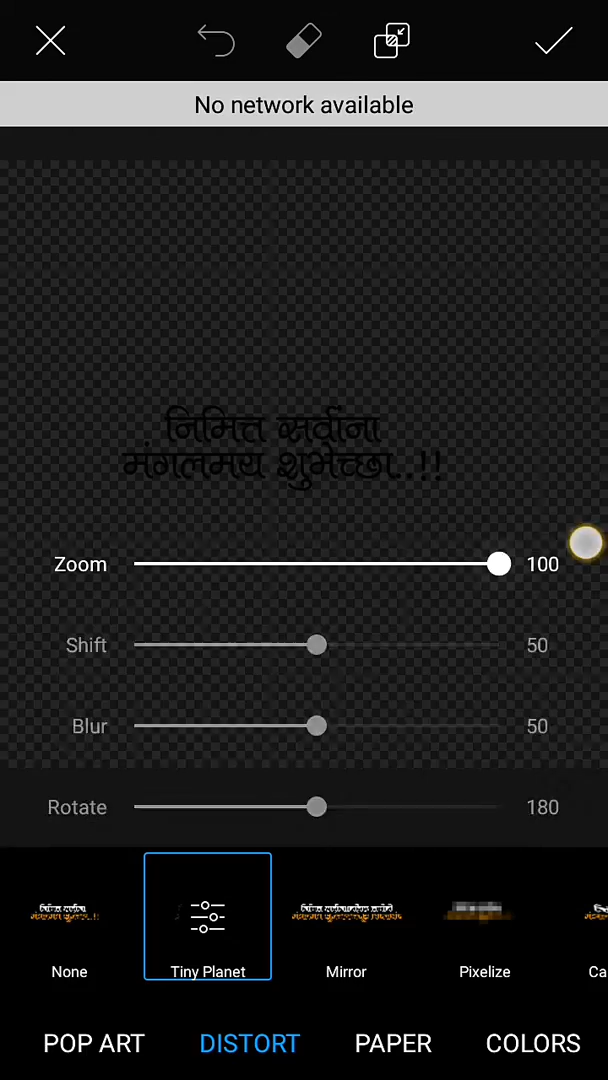 No network available
निमित्त सर्वांना
मंगलमय शुभेच्छा..!!
Zoom 100
Shift 50
Blur 50
Rotate 180
None Tiny Planet Mirror Pixelize Ca
POP ART DISTORT PAPER COLORS